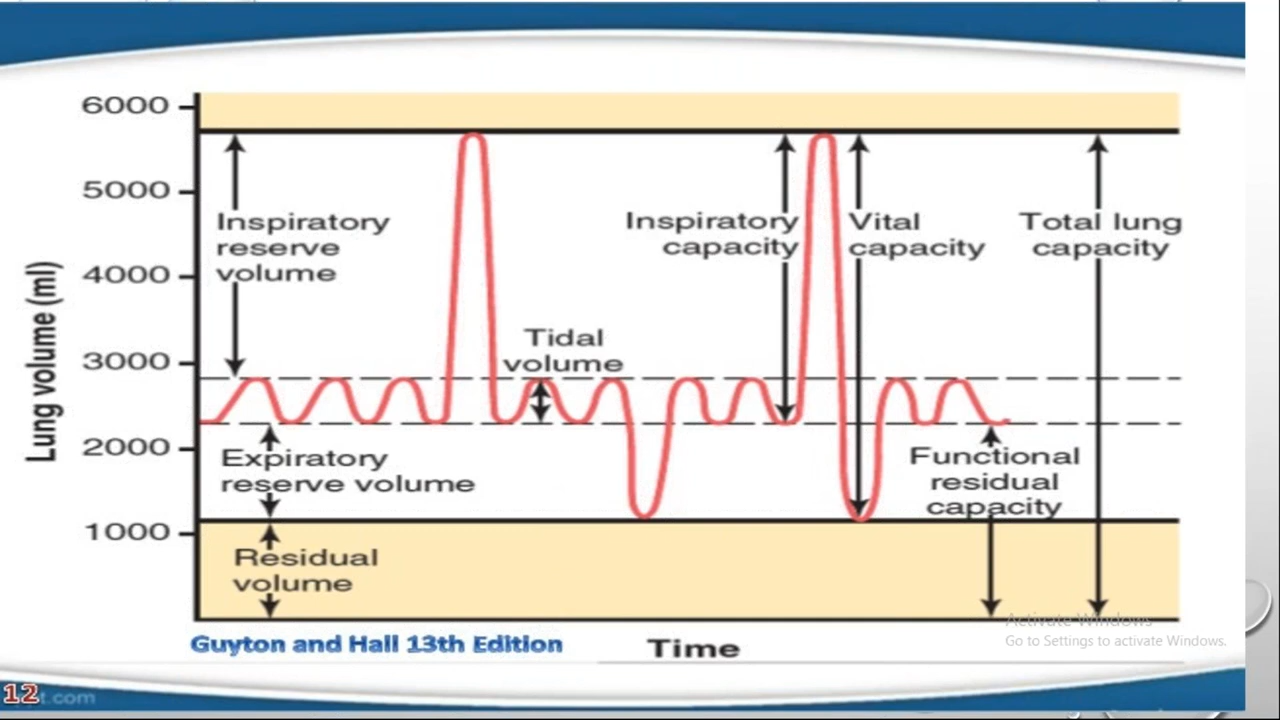 6000
5000
4000
3000
2000
1000
Lung volume (ml)
Inspiratory
reserve
volume
Tidal
volume
Inspiratory
capacity
Vital
capacity
Total lung
capacity
Expiratory
reserve volume
Functional
residual
capacity
Residual
volume
Guyton and Hall 13th Edition
Time
Activate Windows
Go to Settings to activate Windows.
12